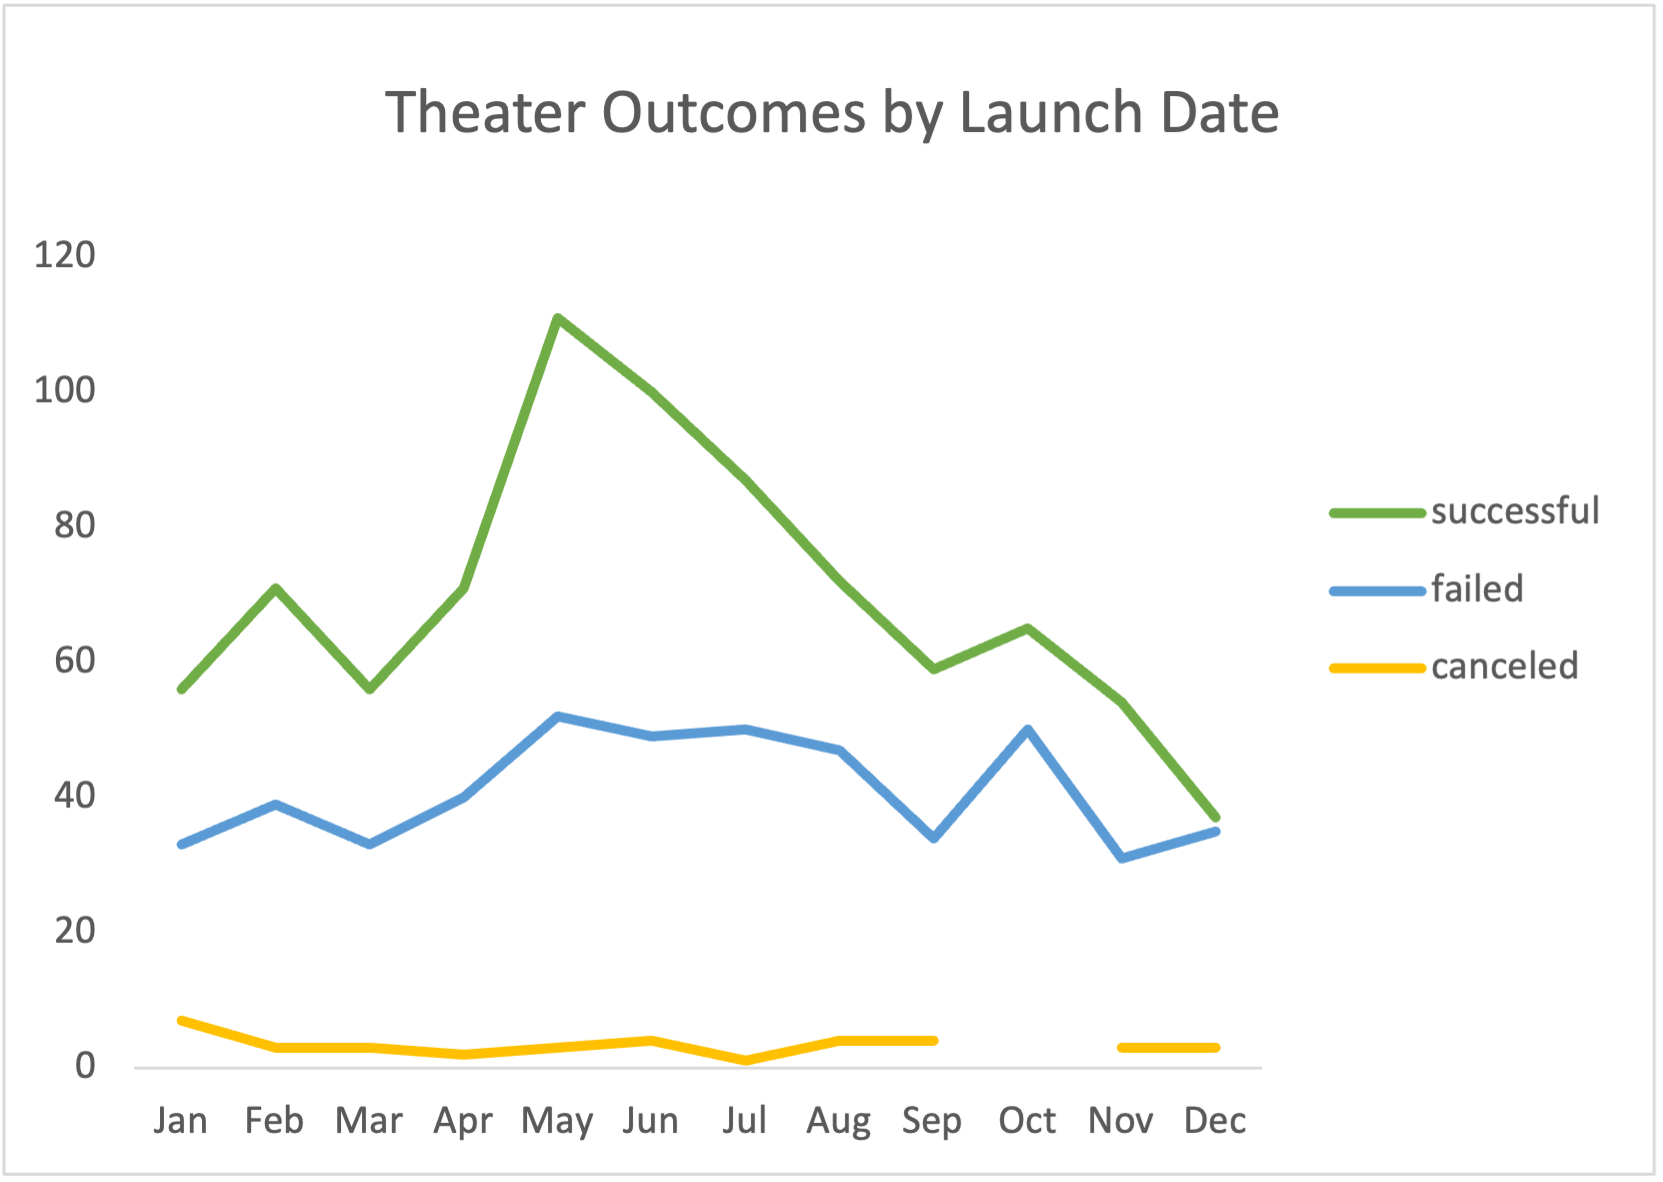 Theater Outcomes by Launch Date
120
100
80
60
40
20
0
Jan Feb Mar Apr May Jun Jul Aug Sep Oct Nov Dec
successful
failed
canceled